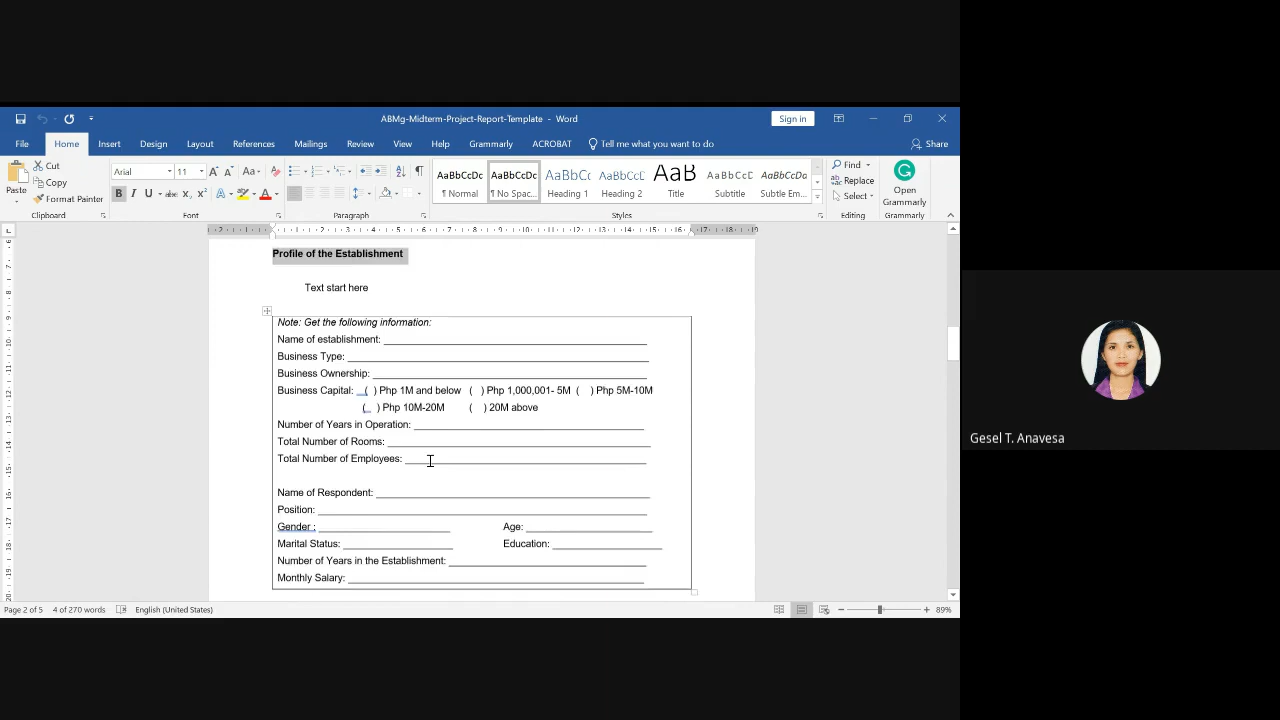 ABMg-Midterm-Project-Report-Template - Word
Sign in
File Home Insert Design Layout References Mailings Review View Help Grammarly ACROBAT Tell me what you want to do Share
Paste
Cut
Copy
Format Painter
Clipboard
Arial 11
Font
Paragraph
AaBbCcDc ¶ Normal
AaBbCcDc ¶ No Spac...
AaBbCc Heading 1
AaBbCcC Heading 2
AaB Title
AaBbCcC Subtitle
AaBbCcDc Subtle Em...
Styles
Find
Replace
Select
Editing
Open
Grammarly
Grammarly
Profile of the Establishment
Text start here
Note: Get the following information:
Name of establishment:
Business Type:
Business Ownership:
Business Capital: __( ) Php 1M and below ( ) Php 1,000,001- 5M ( ) Php 5M-10M
(_ ) Php 10M-20M ( ) 20M above
Number of Years in Operation:
Total Number of Rooms:
Total Number of Employees:
Name of Respondent:
Position:
Gender : Age:
Marital Status: Education:
Number of Years in the Establishment:
Monthly Salary:
Page 2 of 5 4 of 270 words English (United States) 89%
Gesel T. Anavesa